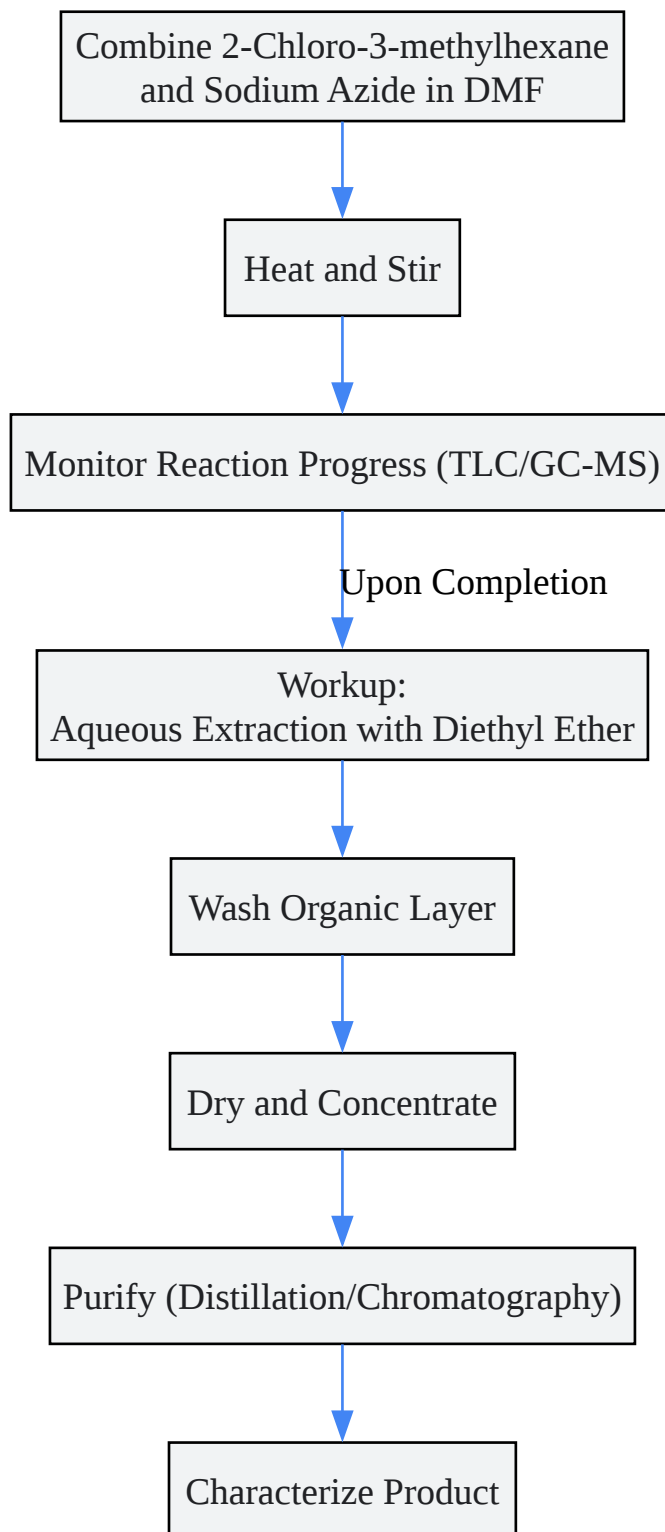 Combine 2-Chloro-3-methylhexane
and Sodium Azide in DMF
Heat and Stir
Monitor Reaction Progress (TLC/GC-MS)
Upon Completion
Workup:
Aqueous Extraction with Diethyl Ether
Wash Organic Layer
Dry and Concentrate
Purify (Distillation/Chromatography)
Characterize Product